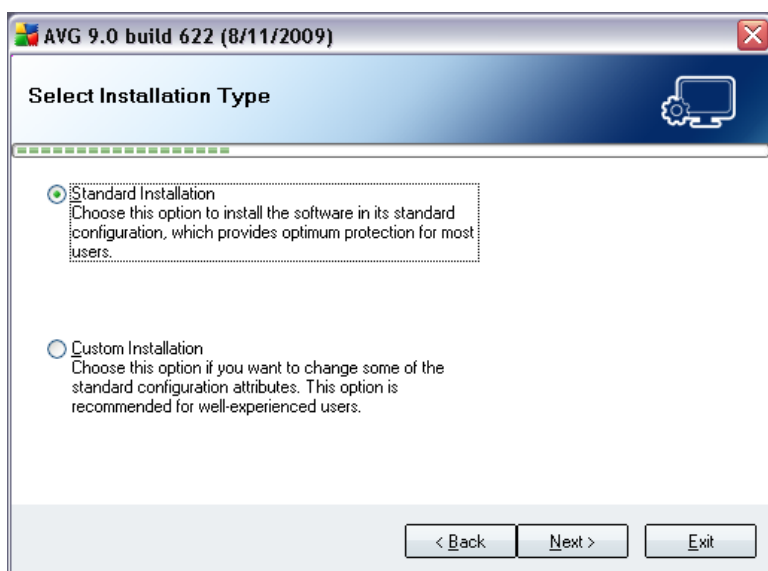 AVG 9.0 build 622 (8/11/2009)
Select Installation Type
Standard Installation
Choose this option to install the software in its standard
configuration, which provides optimum protection for most
users.
Custom Installation
Choose this option if you want to change some of the
standard configuration attributes. This option is
recommended for well-experienced users.
< Back
Next >
Exit